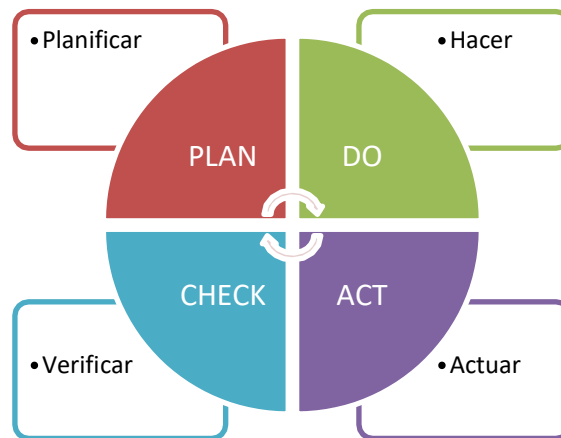 •Planificar
•Hacer
PLAN
DO
CHECK
ACT
•Verificar
•Actuar